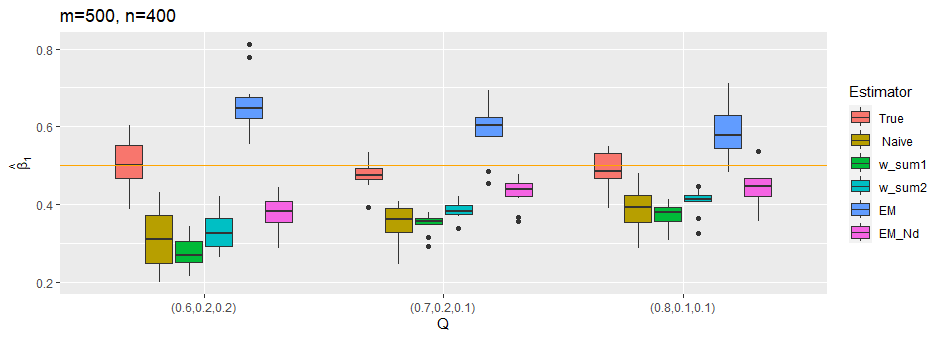 m=500, n=400
0.8
0.6
0.4
0.2
β̂1
(0.6,0.2,0.2)
(0.7,0.2,0.1)
(0.8,0.1,0.1)
Q
Estimator
True
Naive
w_sum1
w_sum2
EM
EM_Nd